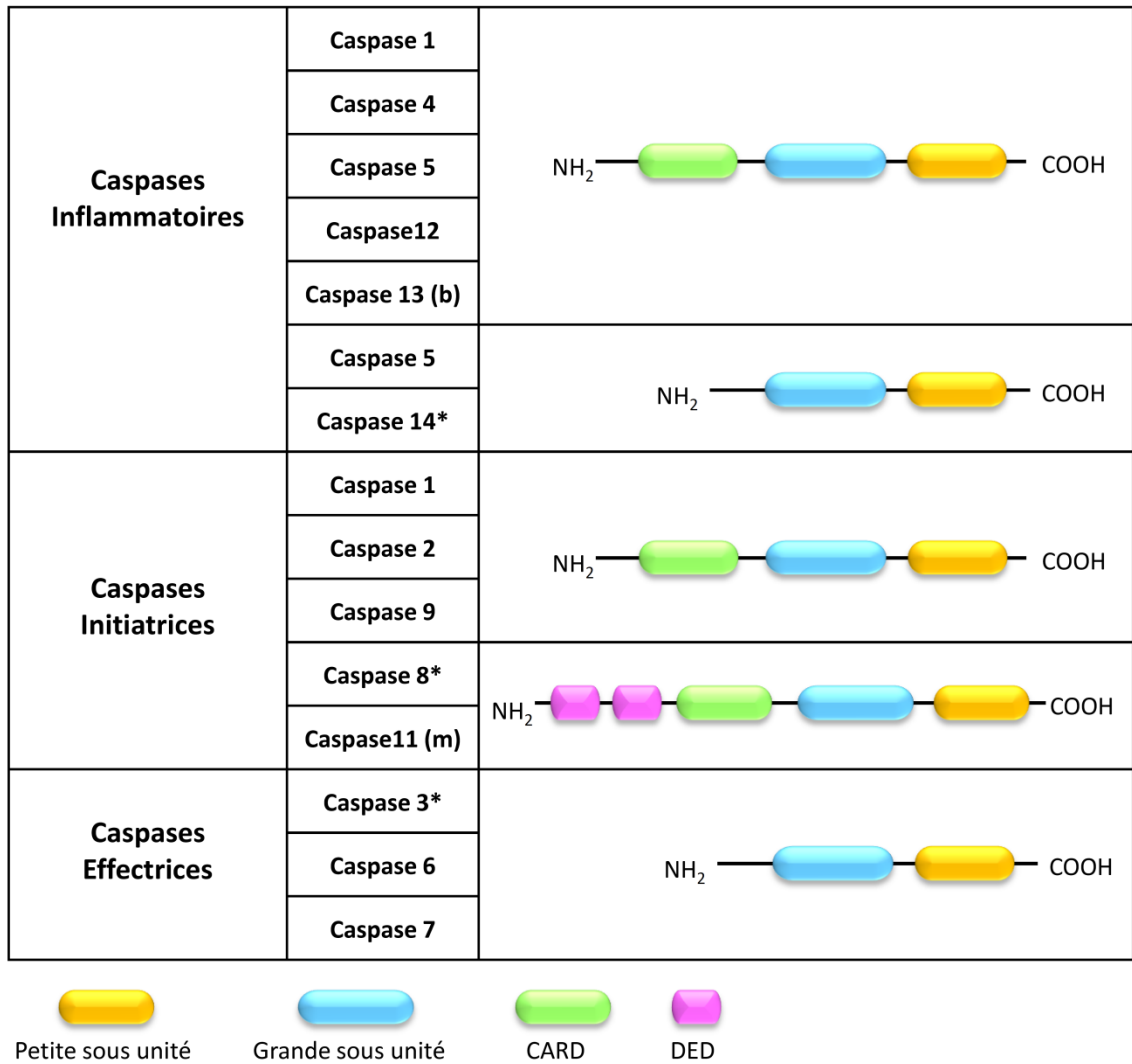 Caspases
Inflammatoires
Caspase 1
Caspase 4
Caspase 5
Caspase12
Caspase 13 (b)
NH2
COOH
Caspase 5
Caspase 14*
NH2
COOH
Caspases
Initiatrices
Caspase 1
Caspase 2
Caspase 9
NH2
COOH
Caspase 8*
Caspase11 (m)
NH2
COOH
Caspases
Effectrices
Caspase 3*
Caspase 6
Caspase 7
NH2
COOH
Petite sous unité
Grande sous unité
CARD
DED